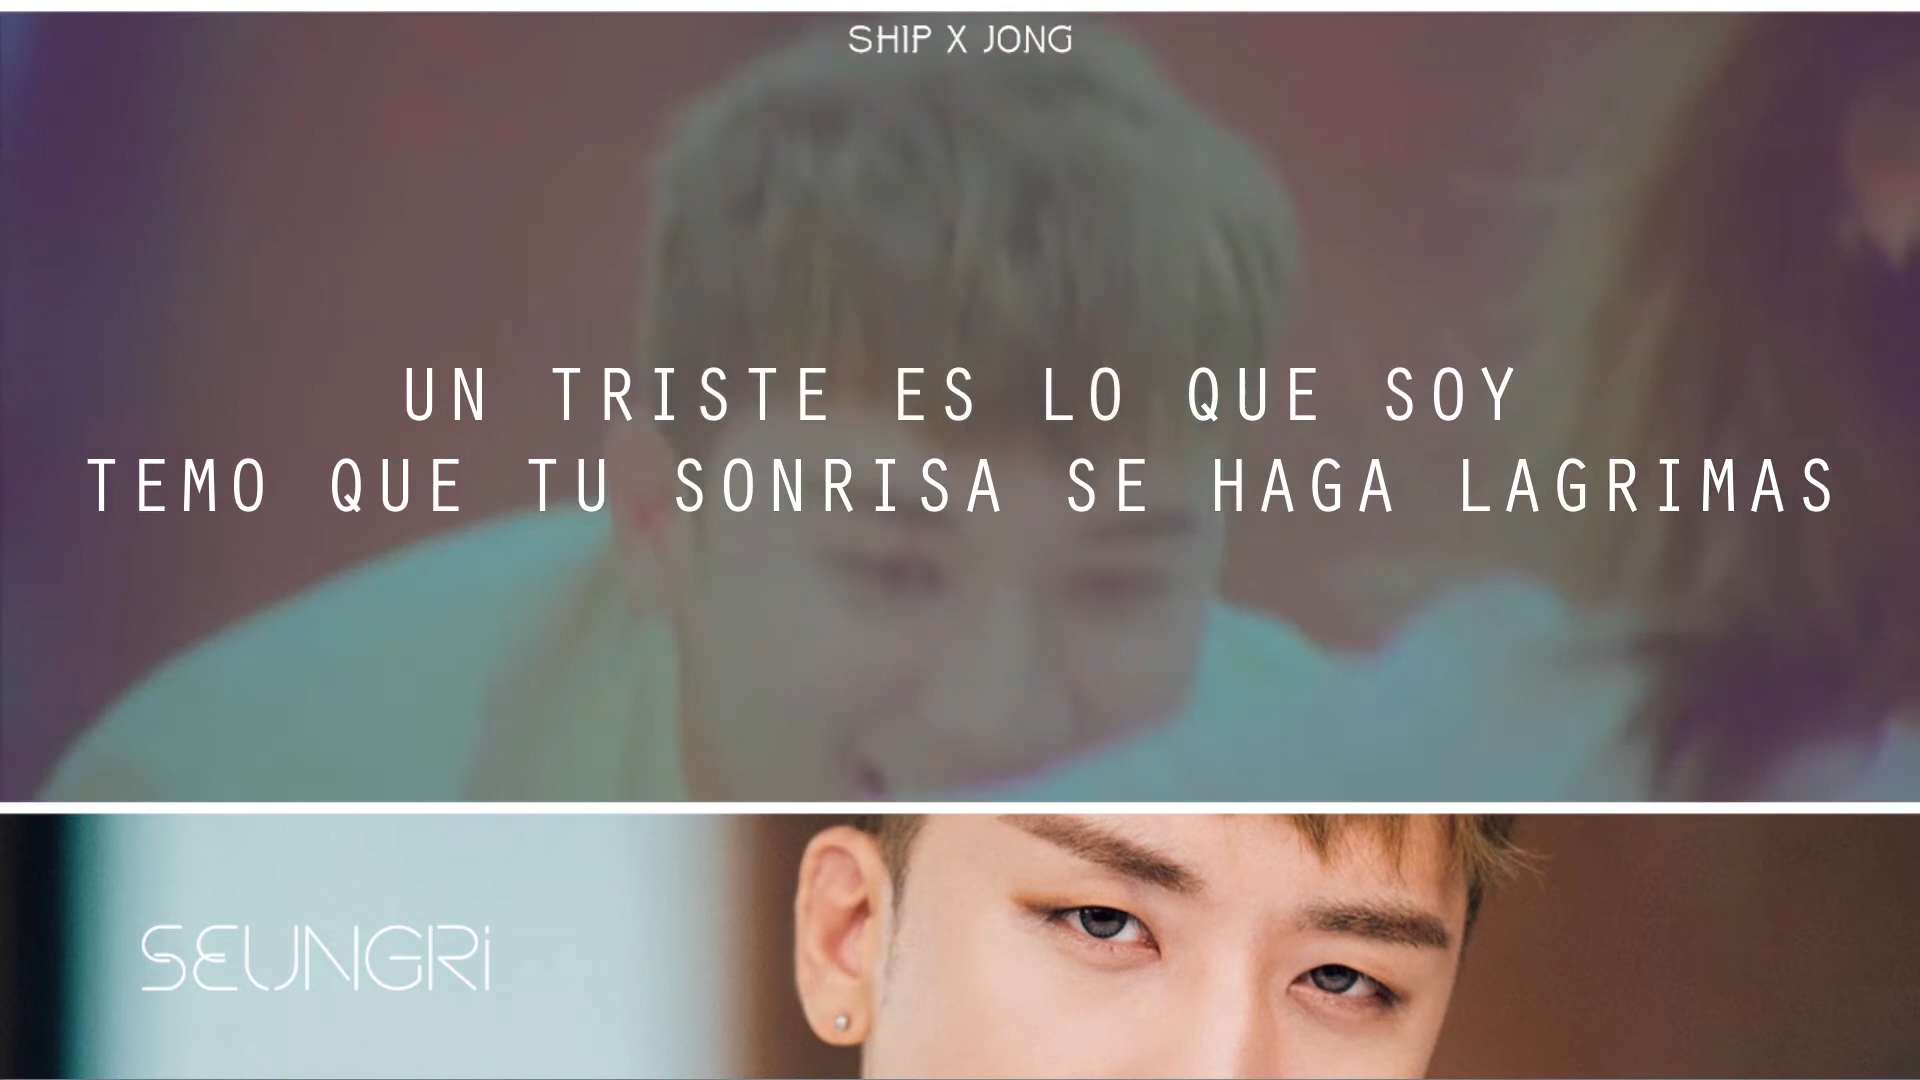 SHIP X JONG
UN TRISTE ES LO QUE SOY
TEMO QUE TU SONRISA SE HAGA LAGRIMAS
SEUNGRi